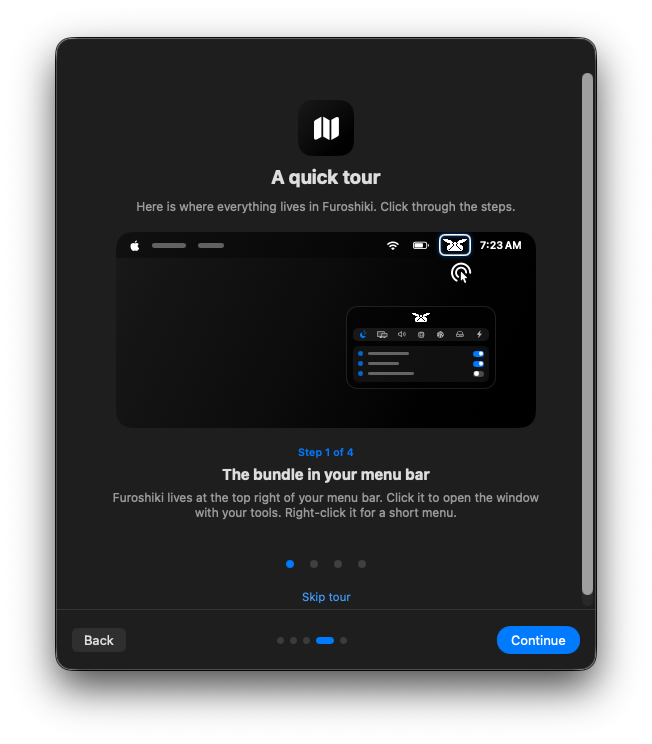 A quick tour
Here is where everything lives in Furoshiki. Click through the steps.
7:23 AM
Step 1 of 4
The bundle in your menu bar
Furoshiki lives at the top right of your menu bar. Click it to open the window
with your tools. Right-click it for a short menu.
Skip tour
Back
Continue